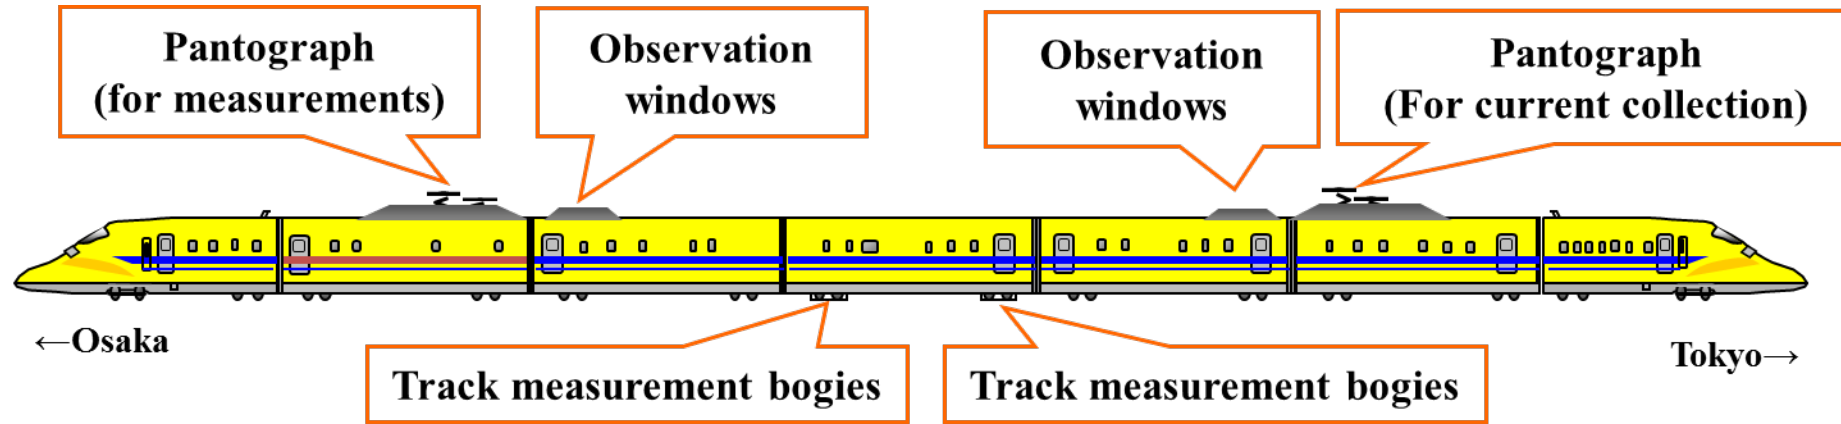 Pantograph
(for measurements)
Observation
windows
Observation
windows
Pantograph
(For current collection)
←Osaka
Tokyo→
Track measurement bogies
Track measurement bogies